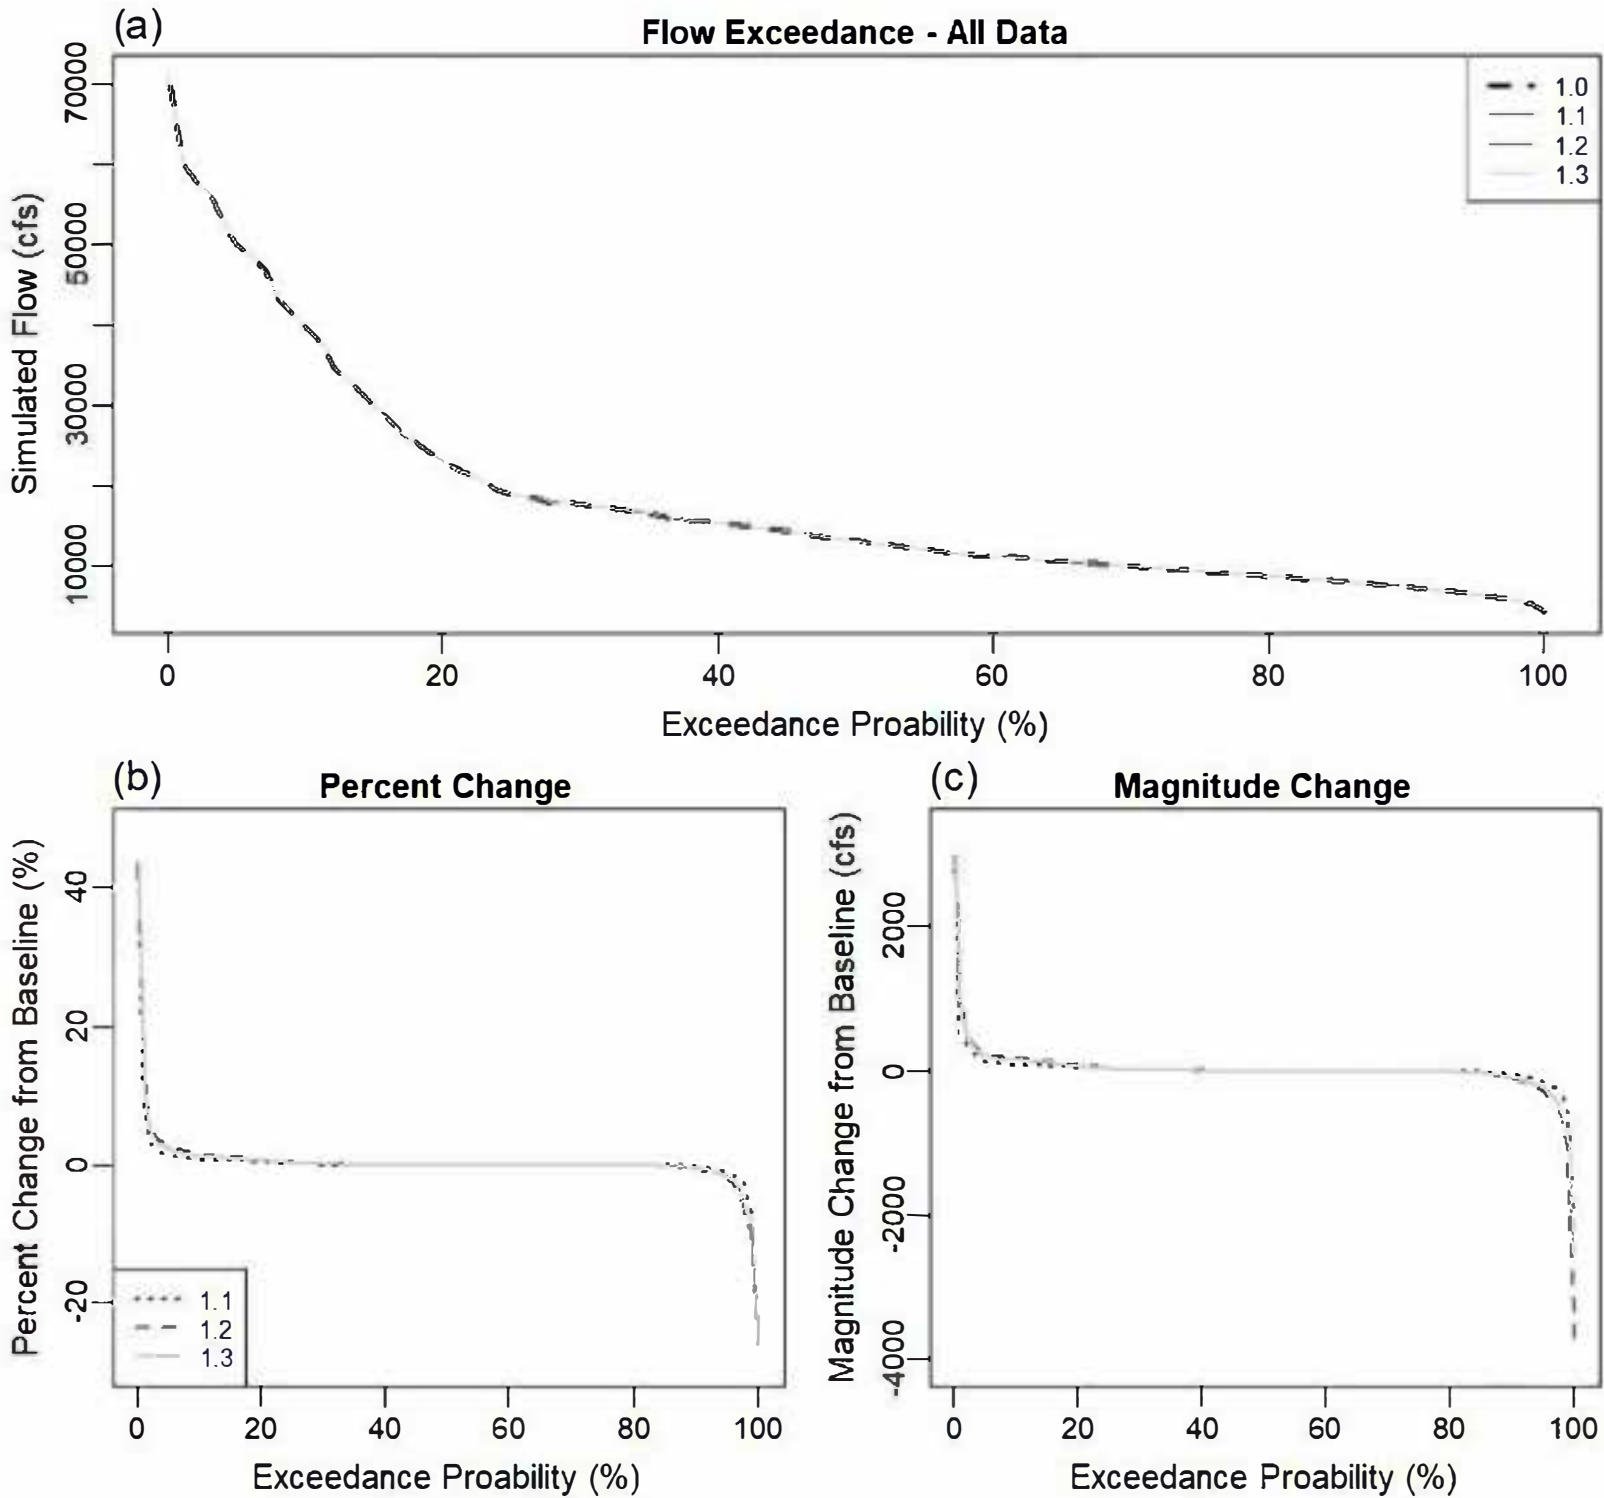 (a)
Flow Exceedance - All Data
70000
50000
30000
10000
Simulated Flow (cfs)
1.0
1.1
1.2
1.3
0 20 40 60 80 100
Exceedance Proability (%)
(b)
Percent Change
40
20
0
-20
Percent Change from Baseline (%)
1.1
1.2
1.3
0 20 40 60 80 100
Exceedance Proability (%)
(c)
Magnitude Change
2000
0
-2000
-4000
Magnitude Change from Baseline (cfs)
0 20 40 60 80 100
Exceedance Proability (%)